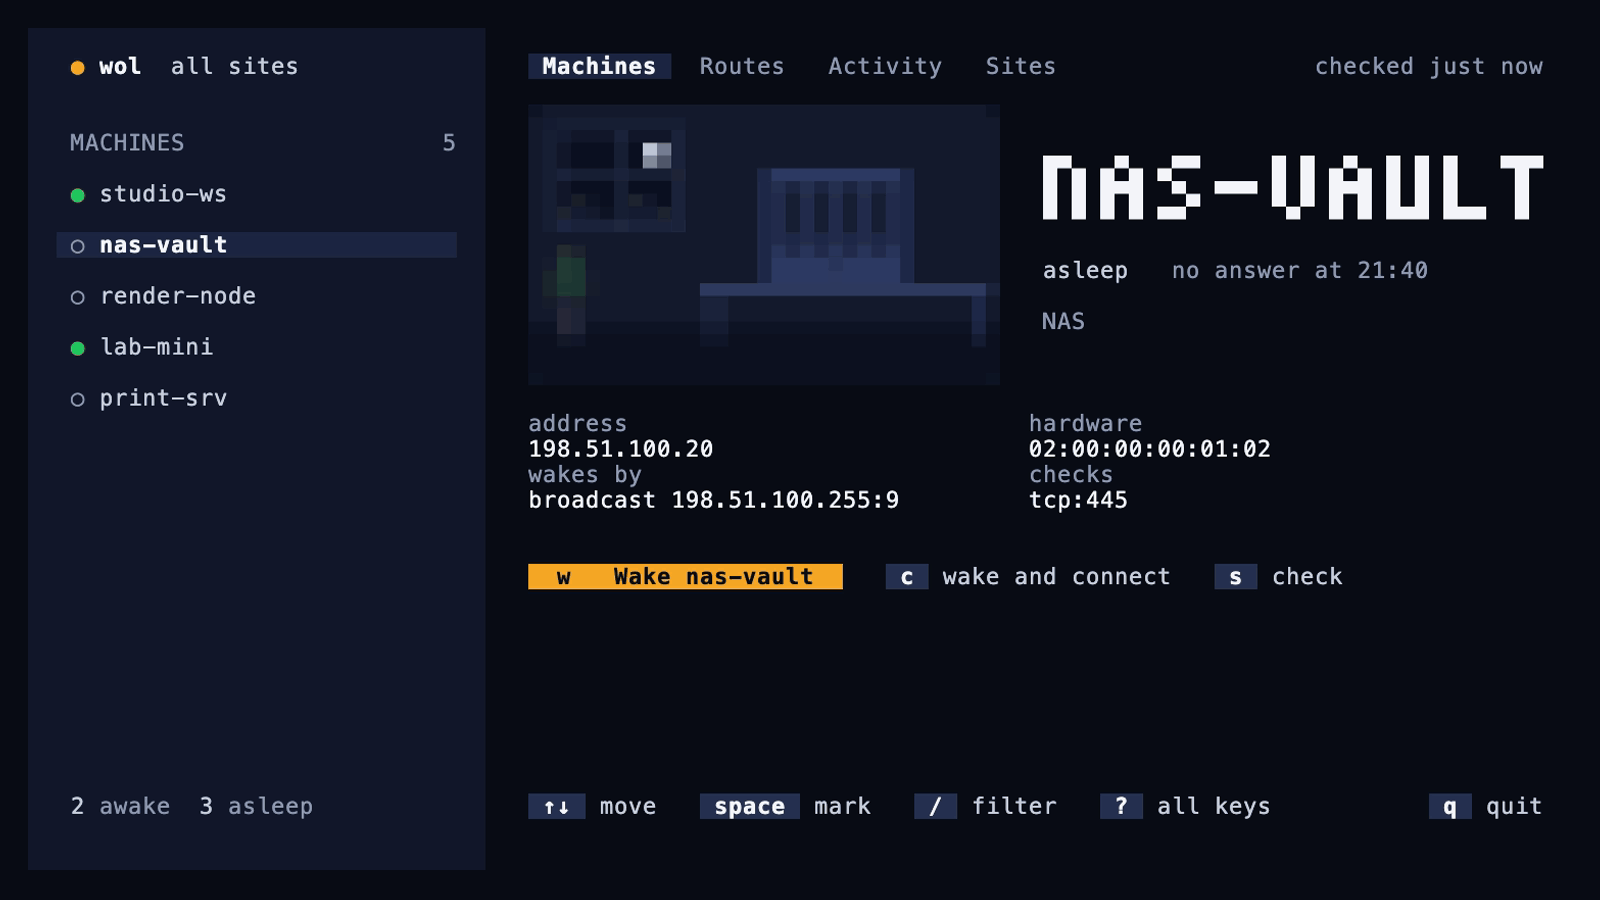 ● wol all sites
MACHINES 5
● studio-ws
○ nas-vault
○ render-node
● lab-mini
○ print-srv
2 awake 3 asleep
Machines Routes Activity Sites checked just now
NAS-VAULT
asleep no answer at 21:40
NAS
address hardware
198.51.100.20 02:00:00:00:01:02
wakes by checks
broadcast 198.51.100.255:9 tcp:445
w Wake nas-vault c wake and connect s check
↑↓ move space mark / filter ? all keys q quit